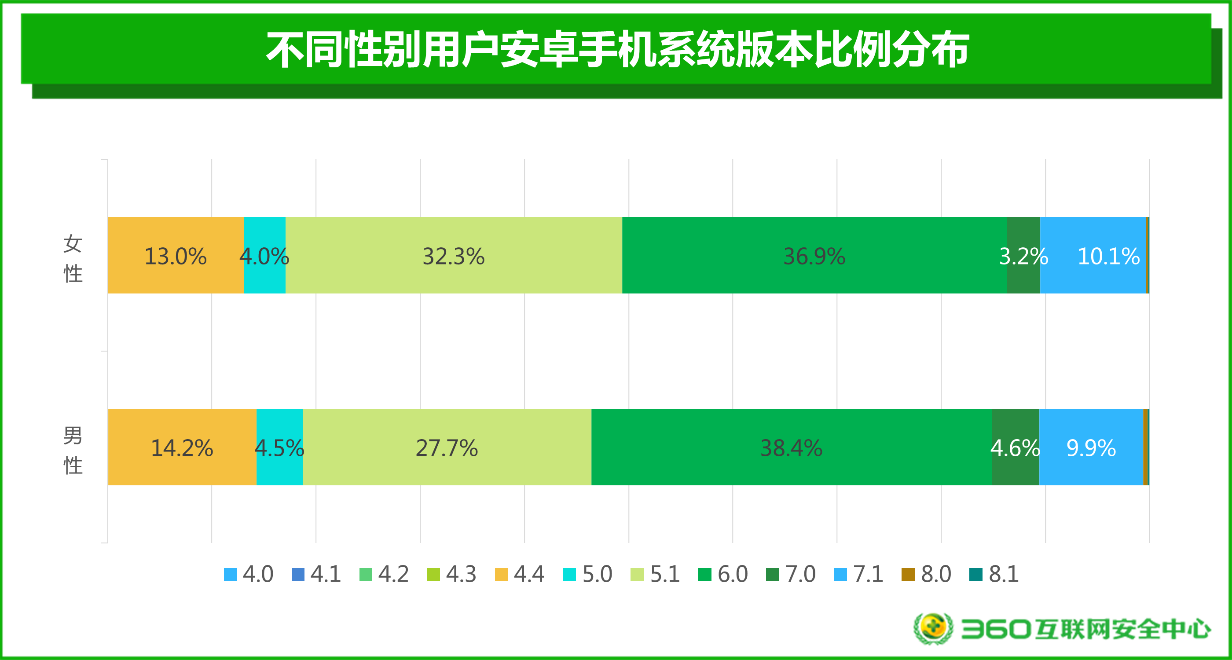 不同性别用户安卓手机系统版本比例分布
女性
13.0% 4.0% 32.3% 36.9% 3.2% 10.1%
男性
14.2% 4.5% 27.7% 38.4% 4.6% 9.9%
4.0 4.1 4.2 4.3 4.4 5.0 5.1 6.0 7.0 7.1 8.0 8.1
360互联网安全中心